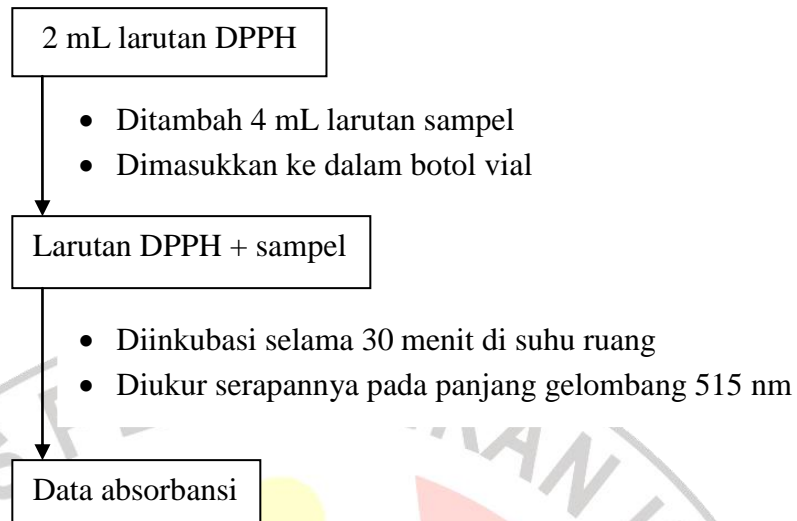 2 mL larutan DPPH
• Ditambah 4 mL larutan sampel
• Dimasukkan ke dalam botol vial
Larutan DPPH + sampel
• Diinkubasi selama 30 menit di suhu ruang
• Diukur serapannya pada panjang gelombang 515 nm
Data absorbansi